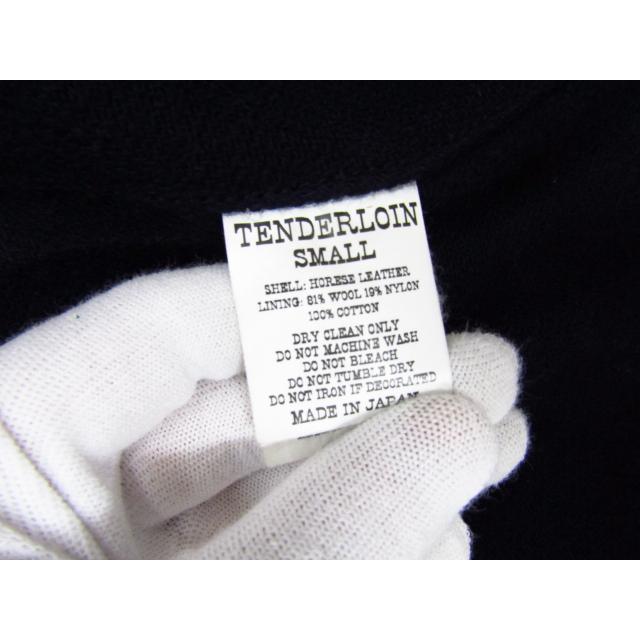 TENDERLOIN
SMALL
SHELL: HORESE LEATHER
LINING: 81% WOOL 19% NYLON
100% COTTON
DRY CLEAN ONLY
DO NOT MACHINE WASH
DO NOT BLEACH
DO NOT TUMBLE DRY
DO NOT IRON IF DECORATED
MADE IN JAPAN